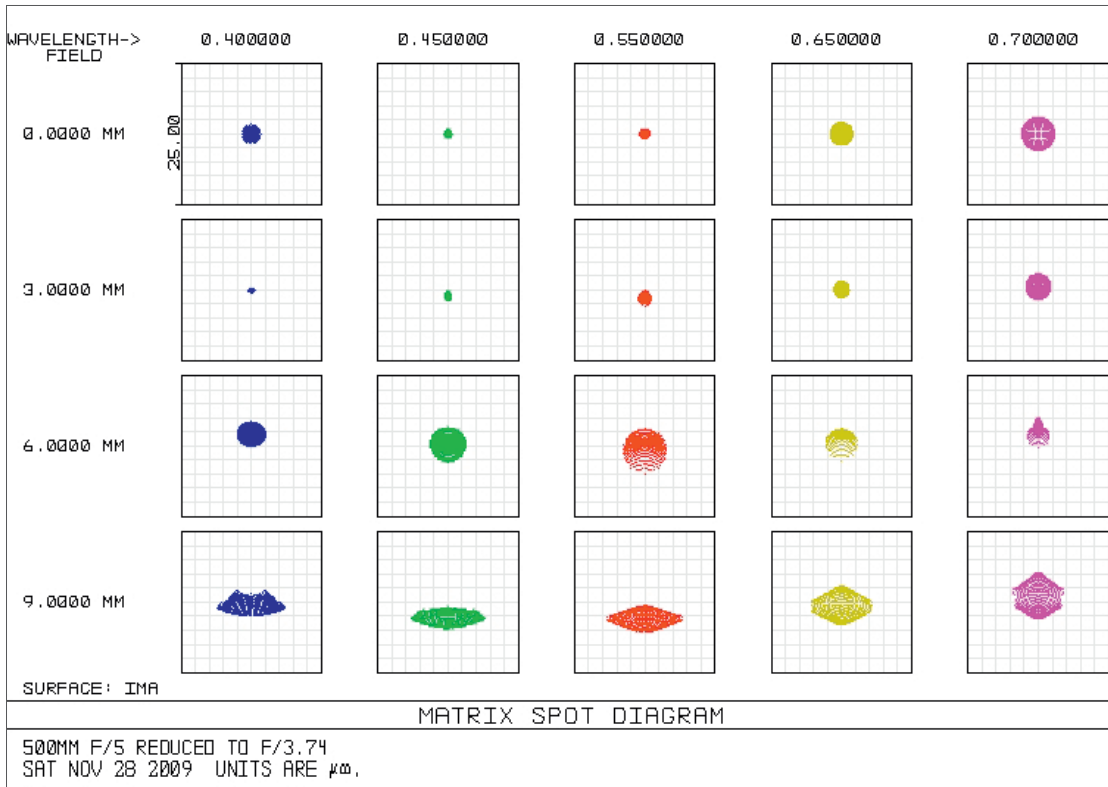 WAVELENGTH-> 0.400000 0.450000 0.550000 0.650000 0.700000
FIELD
0.0000 MM
25.00
3.0000 MM
6.0000 MM
9.0000 MM
SURFACE: IMA
MATRIX SPOT DIAGRAM
500MM F/5 REDUCED TO F/3.74
SAT NOV 28 2009 UNITS ARE µm.